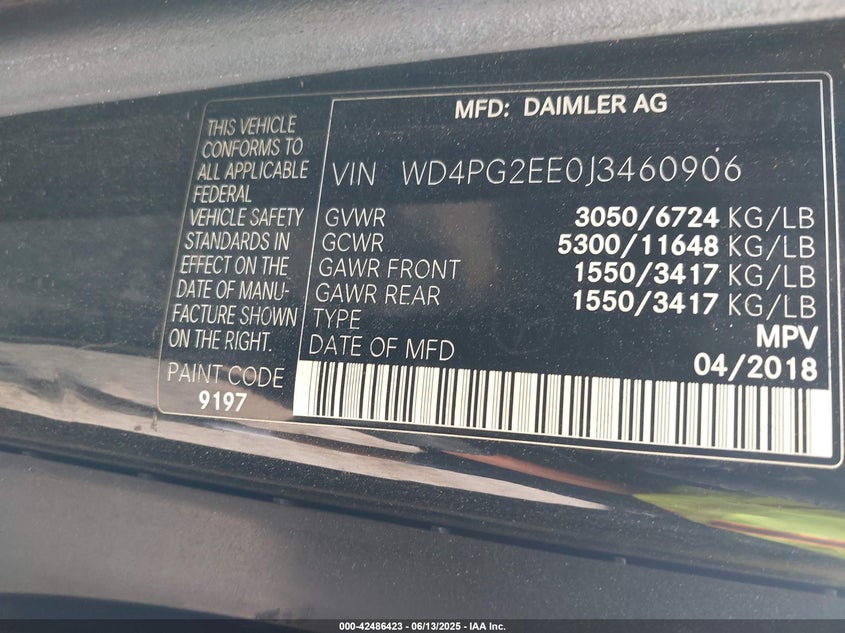 MFD: DAIMLER AG
THIS VEHICLE
CONFORMS TO
ALL APPLICABLE
FEDERAL
VEHICLE SAFETY
STANDARDS IN
EFFECT ON THE
DATE OF MANU-
FACTURE SHOWN
ON THE RIGHT.
PAINT CODE
9197
VIN WD4PG2EE0J3460906
GVWR 3050/6724 KG/LB
GCWR 5300/11648 KG/LB
GAWR FRONT 1550/3417 KG/LB
GAWR REAR 1550/3417 KG/LB
TYPE MPV
DATE OF MFD 04/2018
000-42486423 - 06/13/2025 - IAA Inc.